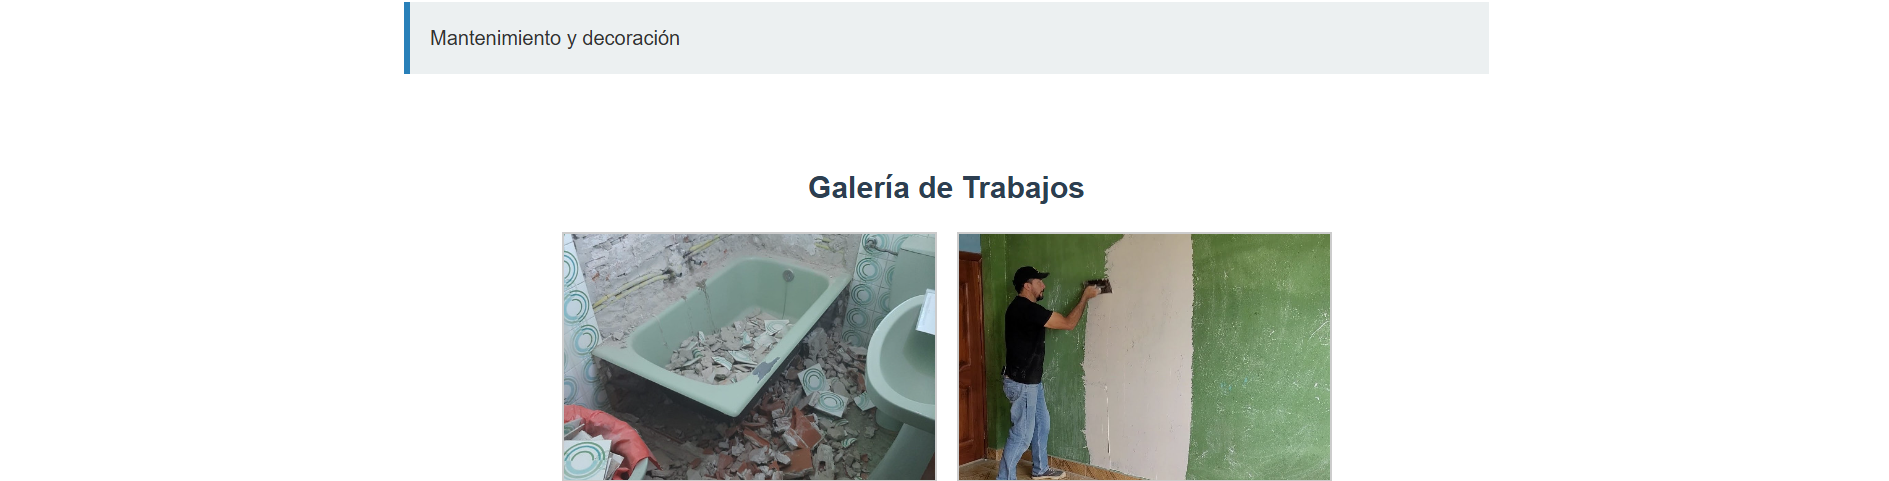 Mantenimiento y decoración
Galería de Trabajos